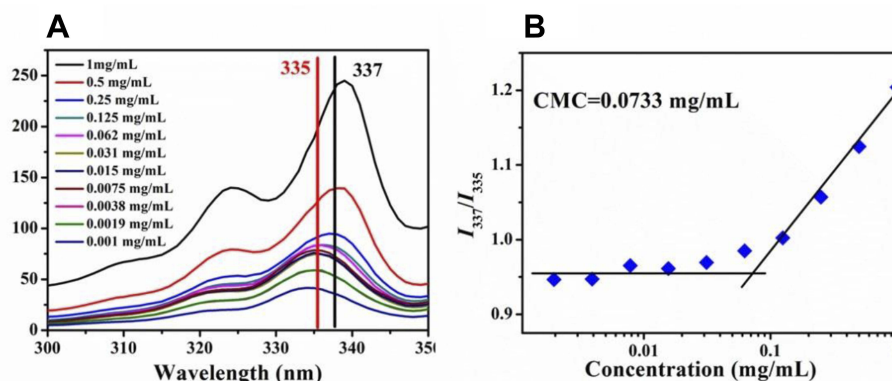 A
250
200
150
100
50
0
1mg/mL
0.5 mg/mL
0.25 mg/mL
0.125 mg/mL
0.062 mg/mL
0.031 mg/mL
0.015 mg/mL
0.0075 mg/mL
0.0038 mg/mL
0.0019 mg/mL
0.001 mg/mL
335 337
300 310 320 330 340 350
Wavelength (nm)
B
CMC=0.0733 mg/mL
I337/I335
1.2
1.1
1.0
0.9
0.01 0.1
Concentration (mg/mL)